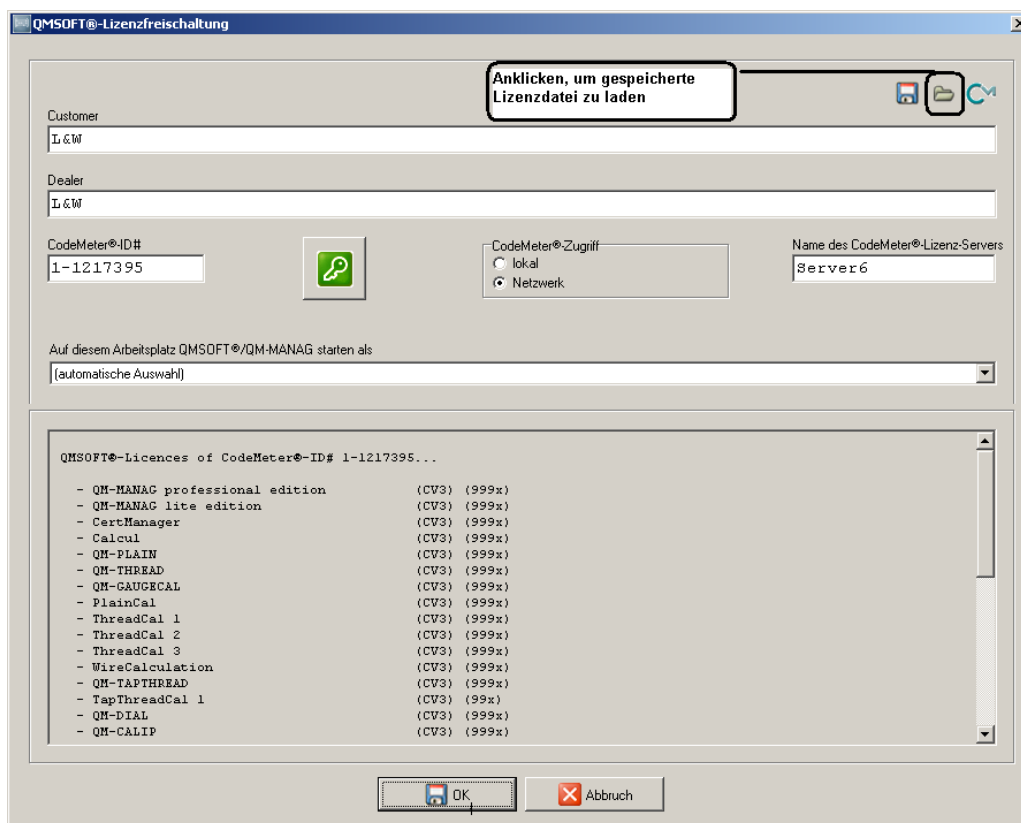 QMSOFT®-Lizenzfreischaltung
Anklicken, um gespeicherte
Lizenzdatei zu laden
Customer
L&W
Dealer
L&W
CodeMeter®-ID#
1-1217395
CodeMeter®-Zugriff
lokal
Netzwerk
Name des CodeMeter®-Lizenz-Servers
Server6
Auf diesem Arbeitsplatz QMSOFT®/QM-MANAG starten als
(automatische Auswahl)
QMSOFT®-Licences of CodeMeter®-ID# 1-1217395...
- QM-MANAG professional edition (CV3) (999x)
- QM-MANAG lite edition (CV3) (999x)
- CertManager (CV3) (999x)
- Calcul (CV3) (999x)
- QM-PLAIN (CV3) (999x)
- QM-THREAD (CV3) (999x)
- QM-GAUGECAL (CV3) (999x)
- PlainCal (CV3) (999x)
- ThreadCal 1 (CV3) (999x)
- ThreadCal 2 (CV3) (999x)
- ThreadCal 3 (CV3) (999x)
- WireCalculation (CV3) (999x)
- QM-TAPTHREAD (CV3) (999x)
- TapThreadCal 1 (CV3) (99x)
- QM-DIAL (CV3) (999x)
- QM-CALIP (CV3) (999x)
OK
Abbruch